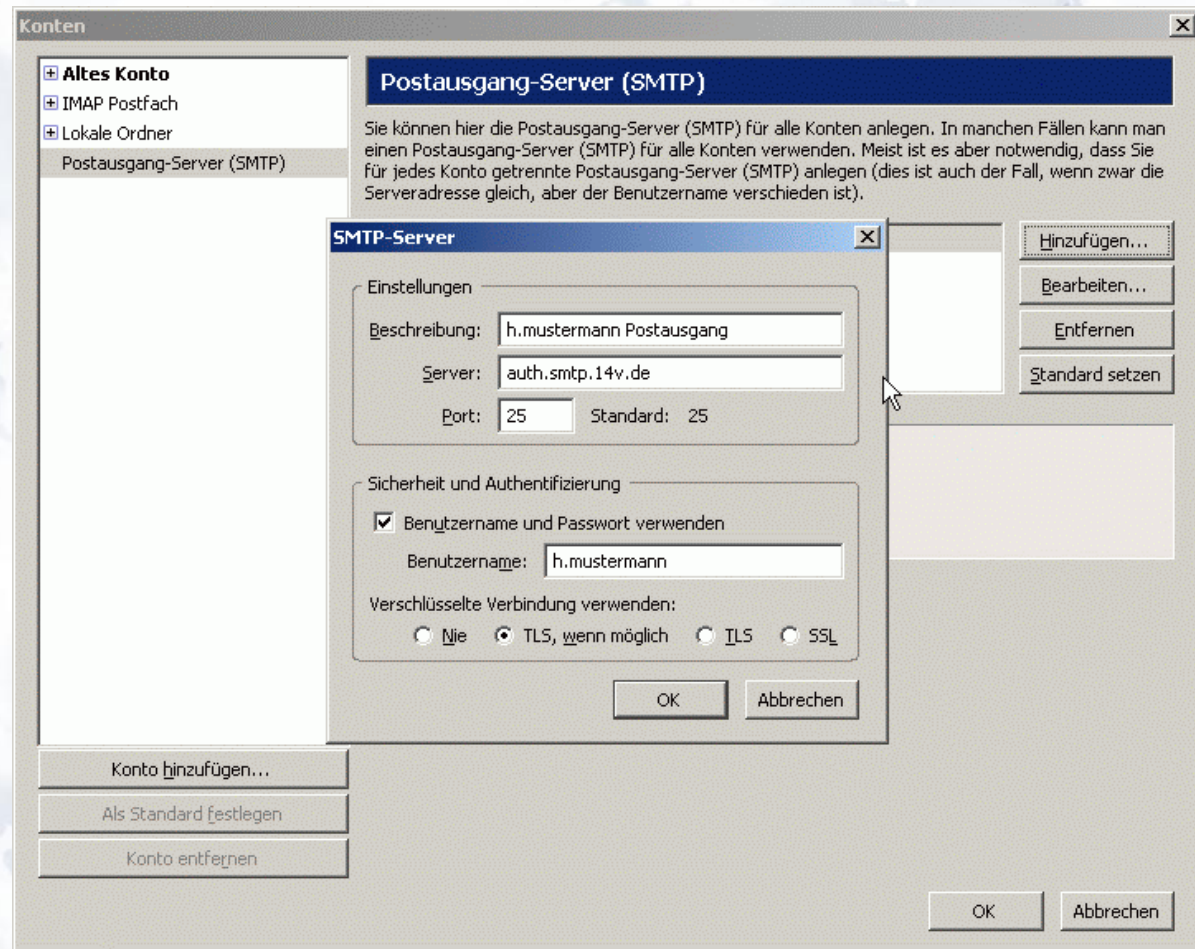 Konten
Altes Konto
IMAP Postfach
Lokale Ordner
Postausgang-Server (SMTP)
Postausgang-Server (SMTP)
Sie können hier die Postausgang-Server (SMTP) für alle Konten anlegen. In manchen Fällen kann man
einen Postausgang-Server (SMTP) für alle Konten verwenden. Meist ist es aber notwendig, dass Sie
für jedes Konto getrennte Postausgang-Server (SMTP) anlegen (dies ist auch der Fall, wenn zwar die
Serveradresse gleich, aber der Benutzername verschieden ist).
Hinzufügen...
Bearbeiten...
Entfernen
Standard setzen
SMTP-Server
Einstellungen
Beschreibung: h.mustermann Postausgang
Server: auth.smtp.14v.de
Port: 25 Standard: 25
Sicherheit und Authentifizierung
Benutzername und Passwort verwenden
Benutzername: h.mustermann
Verschlüsselte Verbindung verwenden:
Nie TLS, wenn möglich TLS SSL
OK Abbrechen
Konto hinzufügen...
Als Standard festlegen
Konto entfernen
OK Abbrechen